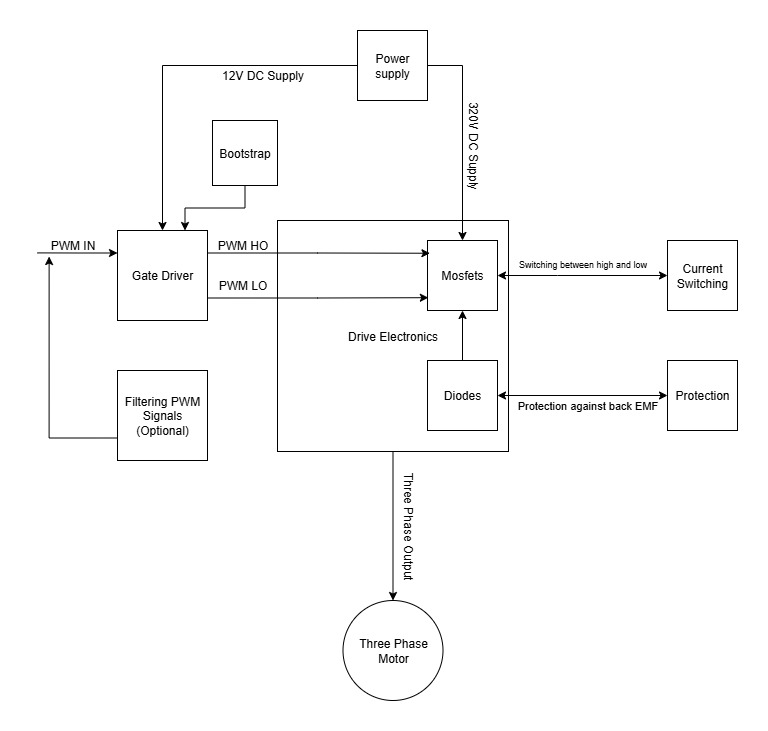 Power
supply
12V DC Supply
320V DC Supply
Bootstrap
PWM IN
Gate Driver
PWM HO
PWM LO
Mosfets
Switching between high and low
Current
Switching
Drive Electronics
Filtering PWM
Signals
(Optional)
Diodes
Protection against back EMF
Protection
Three Phase Output
Three Phase
Motor